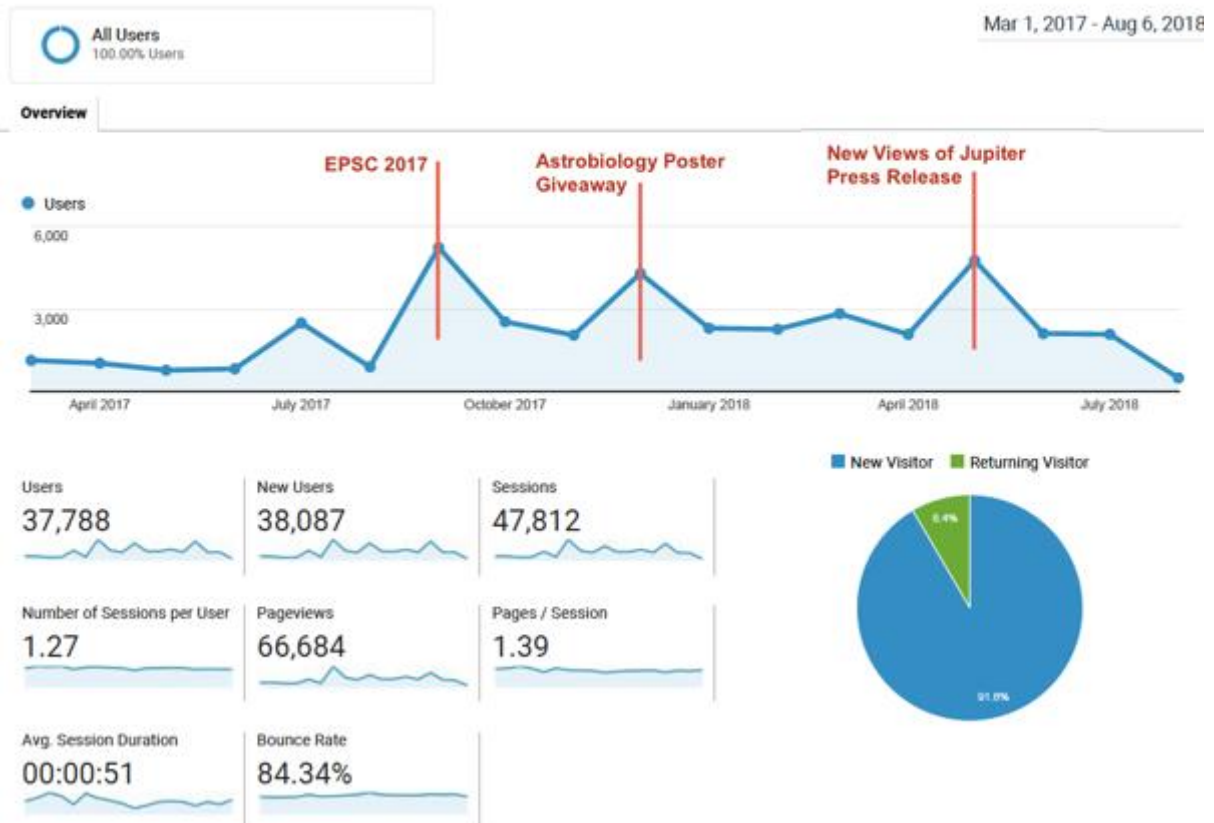 All Users
100.00% Users
Mar 1, 2017 - Aug 6, 2018
Overview
EPSC 2017
Astrobiology Poster
Giveaway
New Views of Jupiter
Press Release
Users
6,000
3,000
April 2017
July 2017
October 2017
January 2018
April 2018
July 2018
New Visitor
Returning Visitor
Users
37,788
New Users
38,087
Sessions
47,812
Number of Sessions per User
1.27
Pageviews
66,684
Pages / Session
1.39
Avg. Session Duration
00:00:51
Bounce Rate
84.34%
8.4%
91.6%